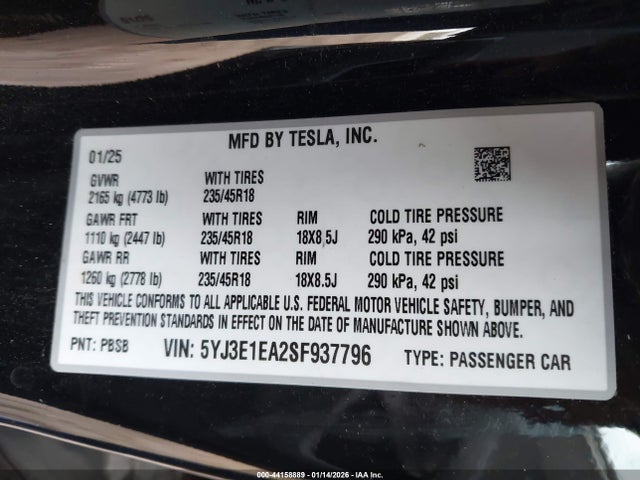 MFD BY TESLA, INC.
01/25
GVWR WITH TIRES
2165 kg (4773 lb) 235/45R18
GAWR FRT WITH TIRES RIM COLD TIRE PRESSURE
1110 kg (2447 lb) 235/45R18 18X8.5J 290 kPa, 42 psi
GAWR RR WITH TIRES RIM COLD TIRE PRESSURE
1260 kg (2778 lb) 235/45R18 18X8.5J 290 kPa, 42 psi
THIS VEHICLE CONFORMS TO ALL APPLICABLE U.S. FEDERAL MOTOR VEHICLE SAFETY, BUMPER, AND
THEFT PREVENTION STANDARDS IN EFFECT ON THE DATE OF MANUFACTURE SHOWN ABOVE.
PNT: PBSB VIN: 5YJ3E1EA2SF937796 TYPE: PASSENGER CAR
000-44158889 - 01/14/2026 - IAA Inc.